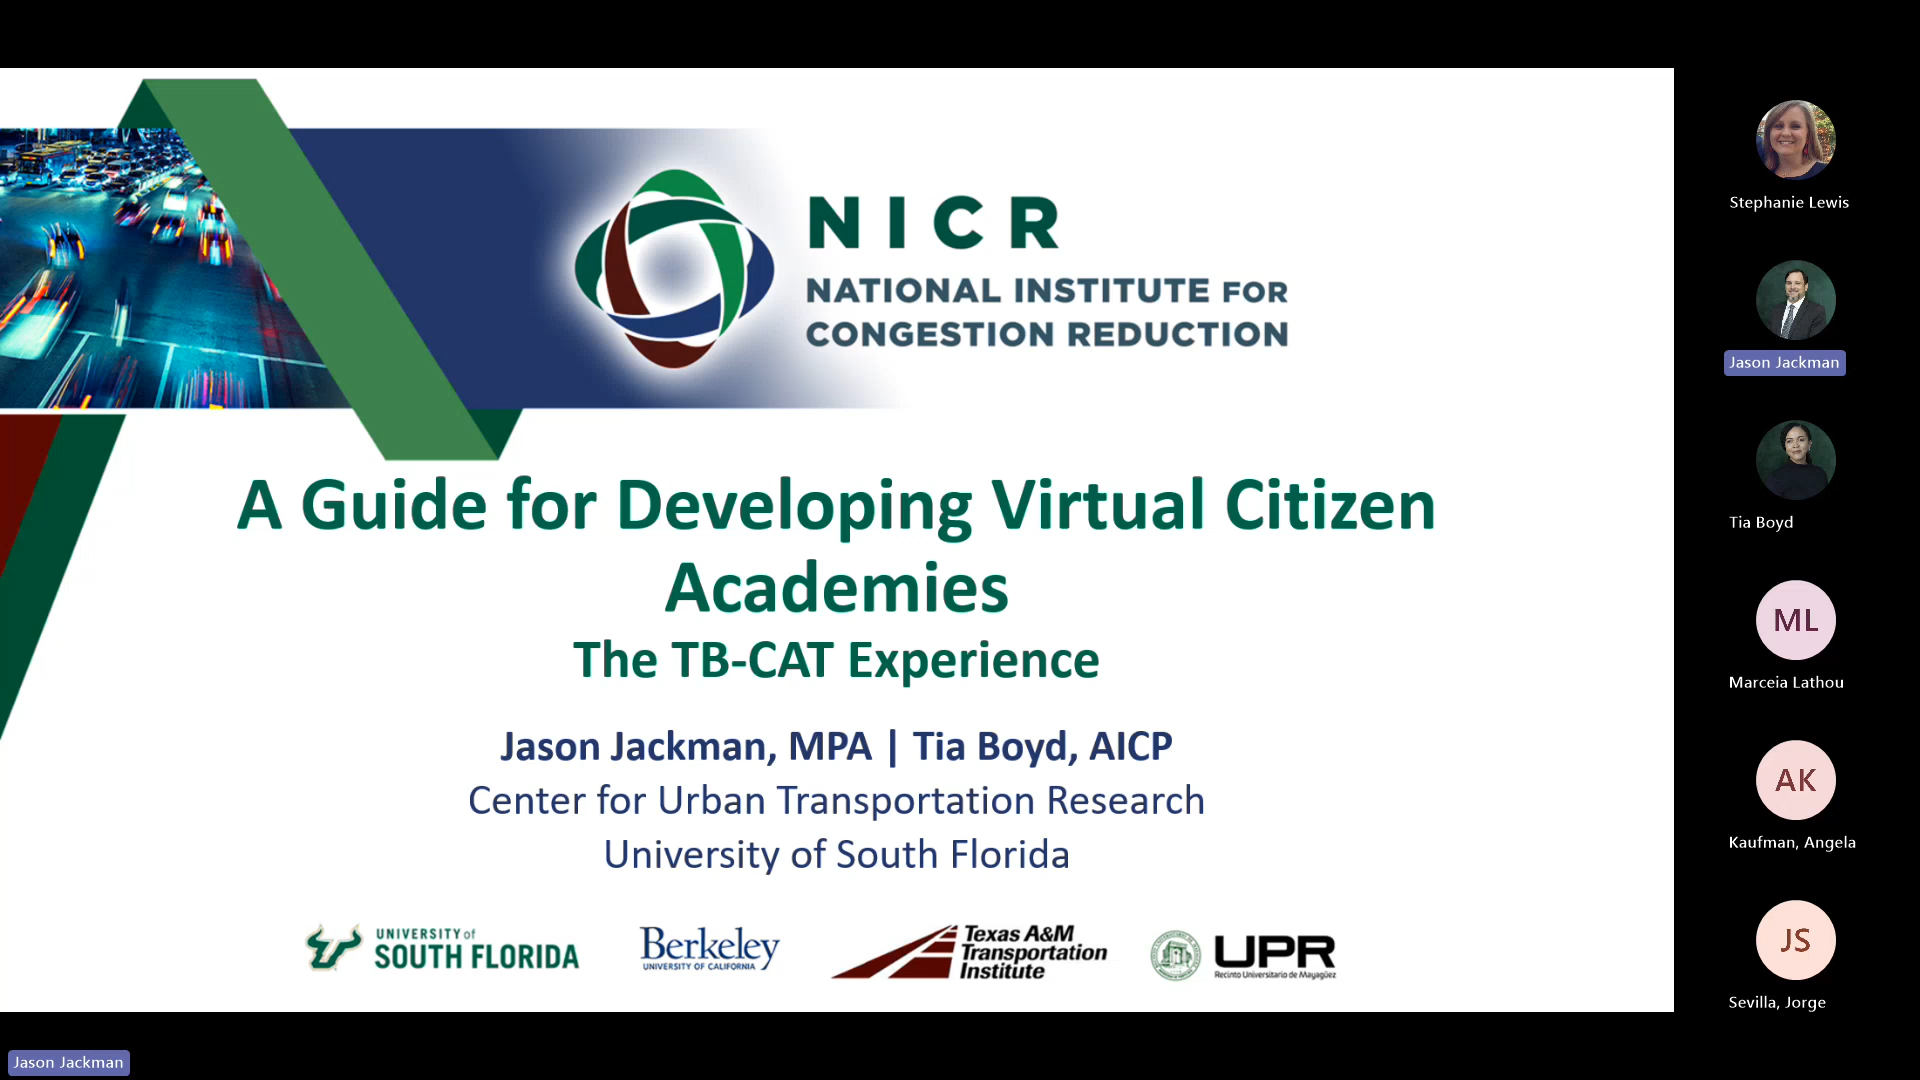 NICR
NATIONAL INSTITUTE FOR
CONGESTION REDUCTION
A Guide for Developing Virtual Citizen
Academies
The TB-CAT Experience
Jason Jackman, MPA | Tia Boyd, AICP
Center for Urban Transportation Research
University of South Florida
UNIVERSITY of
SOUTH FLORIDA
Berkeley
UNIVERSITY OF CALIFORNIA
Texas A&M
Transportation
Institute
UPR
Recinto Universitario de Mayagüez
Stephanie Lewis
Jason Jackman
Tia Boyd
ML
Marceia Lathou
AK
Kaufman, Angela
JS
Sevilla, Jorge
Jason Jackman